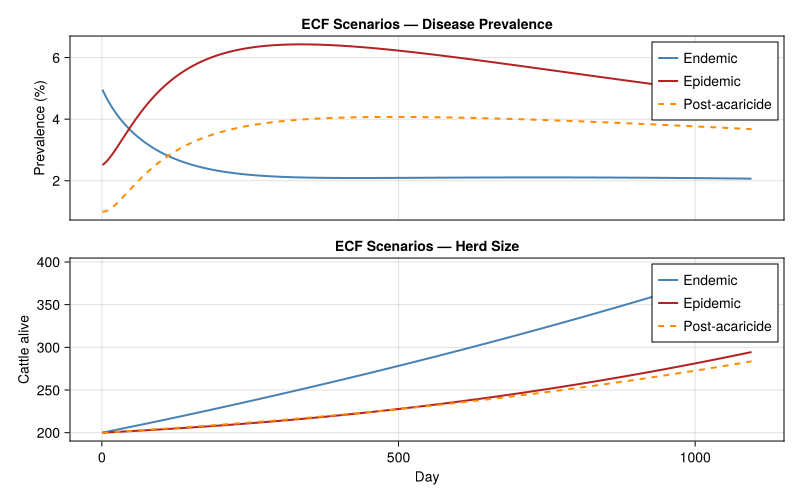 ECF Scenarios — Disease Prevalence
Prevalence (%)
6
4
2
Endemic
Epidemic
Post-acaricide
ECF Scenarios — Herd Size
Cattle alive
400
350
300
250
200
Endemic
Epidemic
Post-acaricide
0
500
1000
Day